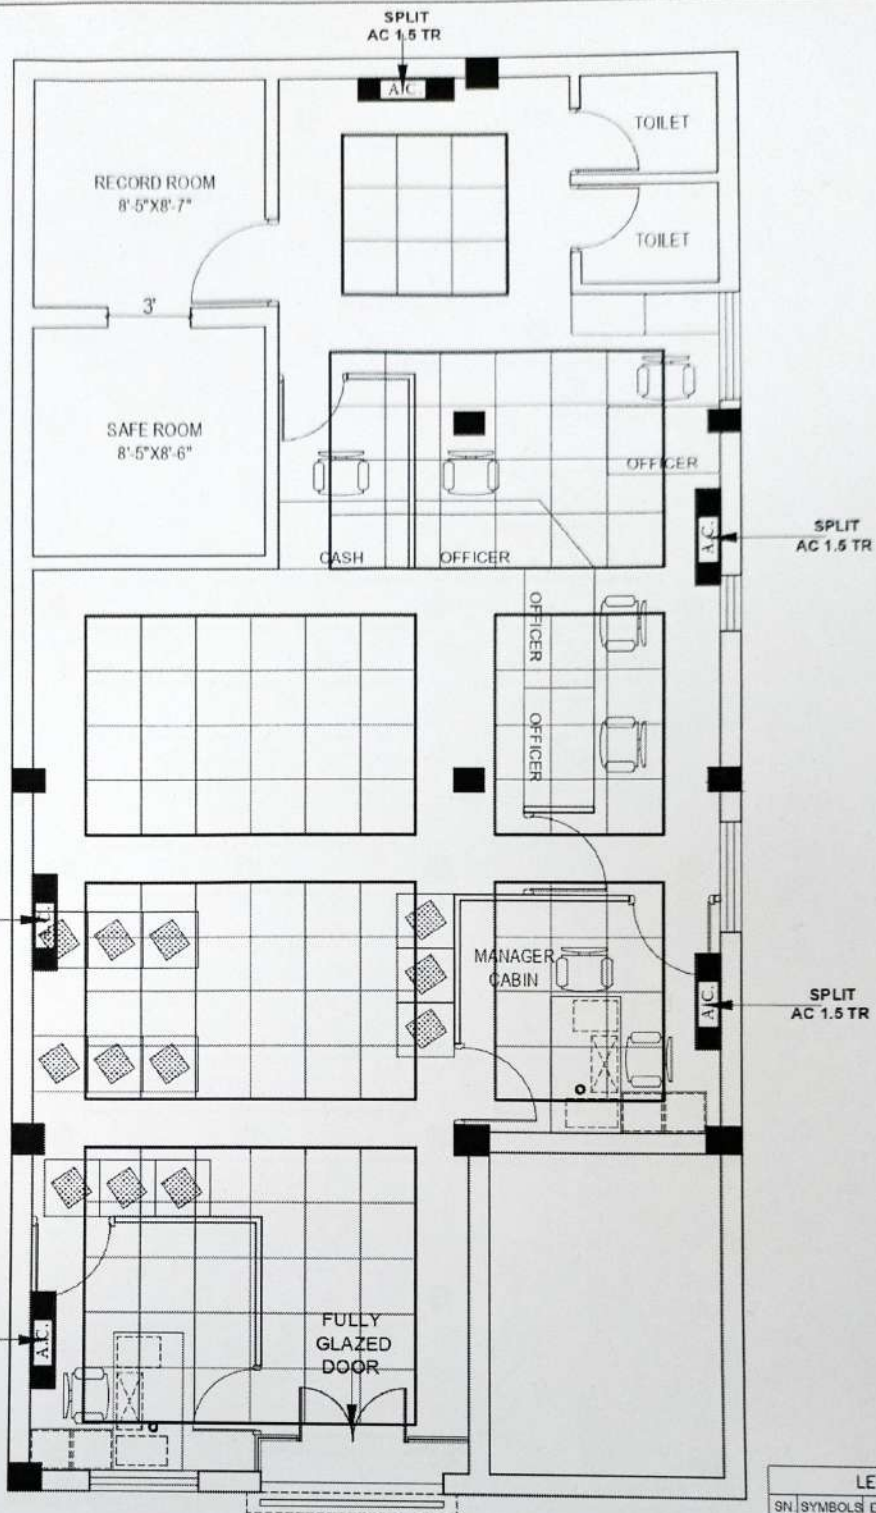 SPLIT
AC 1.5 TR
A.C.
TOILET
RECORD ROOM
8'-5"X8'-7"
TOILET
3'
SAFE ROOM
8'-5"X8'-6"
OFFICER
SPLIT
AC 1.5 TR
A.C.
CASH
OFFICER
OFFICER
OFFICER
A.C.
MANAGER
CABIN
A.C.
SPLIT
AC 1.5 TR
FULLY
GLAZED
DOOR
A.C.
SN
SYMBOLS